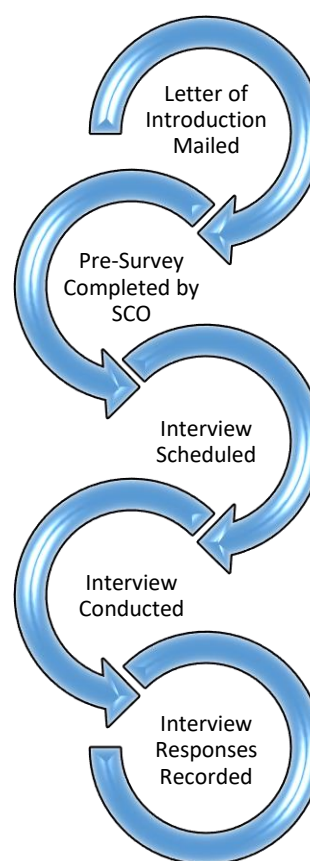 Letter of
Introduction
Mailed
Pre-Survey
Completed by
SCO
Interview
Scheduled
Interview
Conducted
Interview
Responses
Recorded